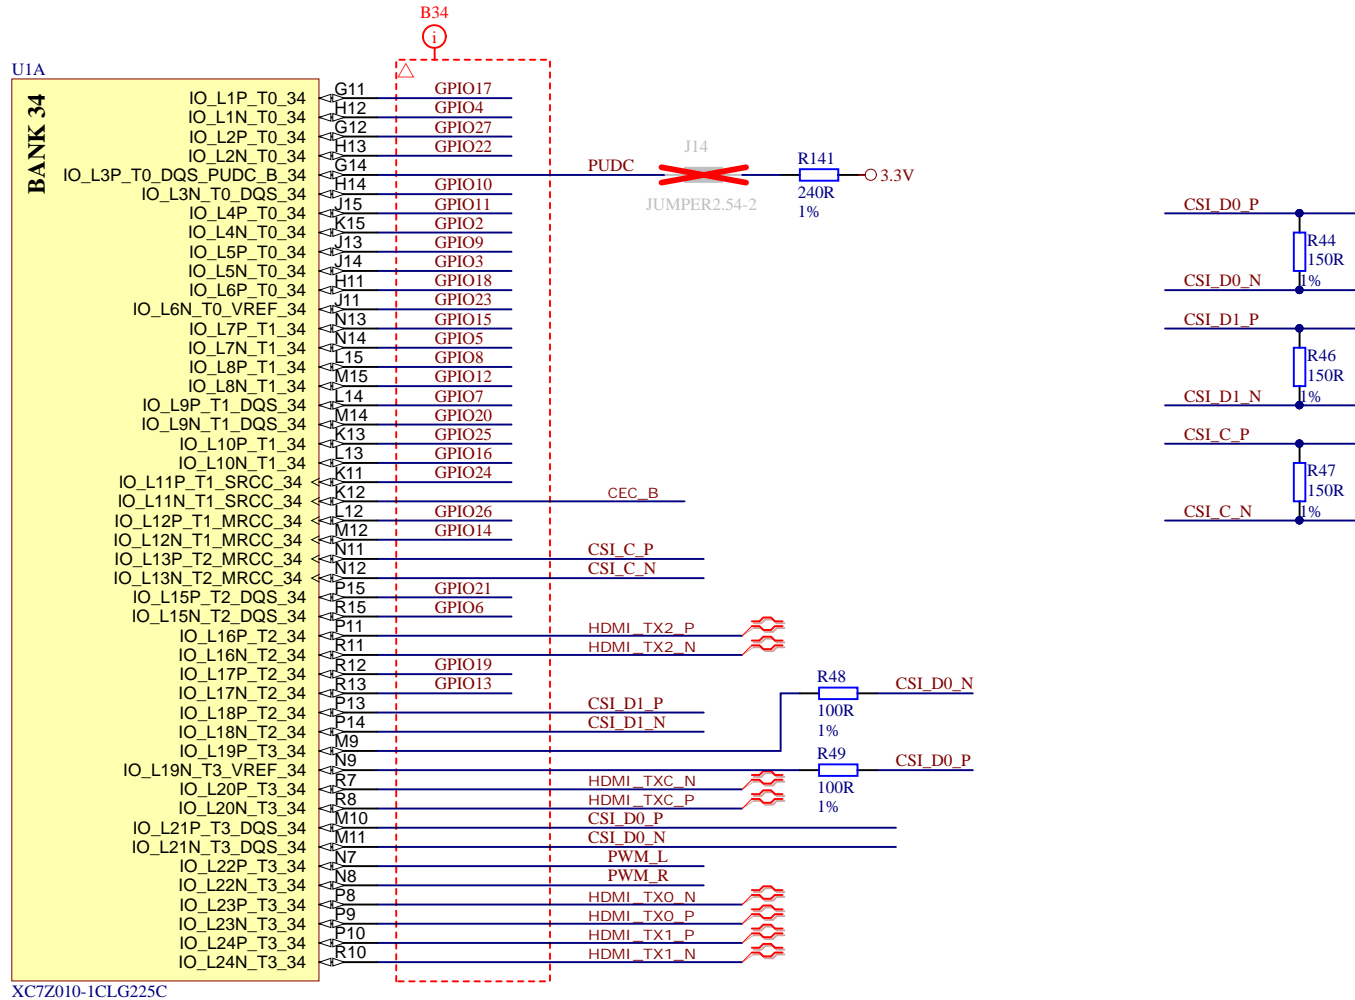 B34
i
U1A
BANK 34
IO_L1P_T0_34 G11 GPIO17
IO_L1N_T0_34 H12 GPIO4
IO_L2P_T0_34 G12 GPIO27
IO_L2N_T0_34 H13 GPIO22
IO_L3P_T0_DQS_PUDC_B_34 G14 PUDC
IO_L3N_T0_DQS_34 H14 GPIO10
IO_L4P_T0_34 J15 GPIO11
IO_L4N_T0_34 K15 GPIO2
IO_L5P_T0_34 J13 GPIO9
IO_L5N_T0_34 J14 GPIO3
IO_L6P_T0_34 H11 GPIO18
IO_L6N_T0_VREF_34 J11 GPIO23
IO_L7P_T1_34 N13 GPIO15
IO_L7N_T1_34 N14 GPIO5
IO_L8P_T1_34 L15 GPIO8
IO_L8N_T1_34 M15 GPIO12
IO_L9P_T1_DQS_34 L14 GPIO7
IO_L9N_T1_DQS_34 M14 GPIO20
IO_L10P_T1_34 K13 GPIO25
IO_L10N_T1_34 L13 GPIO16
IO_L11P_T1_SRCC_34 K11 GPIO24
IO_L11N_T1_SRCC_34 K12 CEC_B
IO_L12P_T1_MRCC_34 L12 GPIO26
IO_L12N_T1_MRCC_34 M12 GPIO14
IO_L13P_T2_MRCC_34 N11 CSI_C_P
IO_L13N_T2_MRCC_34 N12 CSI_C_N
IO_L15P_T2_DQS_34 P15 GPIO21
IO_L15N_T2_DQS_34 R15 GPIO6
IO_L16P_T2_34 P11 HDMI_TX2_P
IO_L16N_T2_34 R11 HDMI_TX2_N
IO_L17P_T2_34 R12 GPIO19
IO_L17N_T2_34 R13 GPIO13
IO_L18P_T2_34 P13 CSI_D1_P
IO_L18N_T2_34 P14 CSI_D1_N
IO_L19P_T3_34 M9
IO_L19N_T3_VREF_34 N9
IO_L20P_T3_34 R7 HDMI_TXC_N
IO_L20N_T3_34 R8 HDMI_TXC_P
IO_L21P_T3_DQS_34 M10 CSI_D0_P
IO_L21N_T3_DQS_34 M11 CSI_D0_N
IO_L22P_T3_34 N7 PWM_L
IO_L22N_T3_34 N8 PWM_R
IO_L23P_T3_34 P8 HDMI_TX0_N
IO_L23N_T3_34 P9 HDMI_TX0_P
IO_L24P_T3_34 P10 HDMI_TX1_P
IO_L24N_T3_34 R10 HDMI_TX1_N
XC7Z010-1CLG225C
J14
JUMPER2.54-2
R141
240R
1%
3.3V
R48
100R
1%
CSI_D0_N
R49
100R
1%
CSI_D0_P
CSI_D0_P
R44
150R
1%
CSI_D0_N
CSI_D1_P
R46
150R
1%
CSI_D1_N
CSI_C_P
R47
150R
1%
CSI_C_N